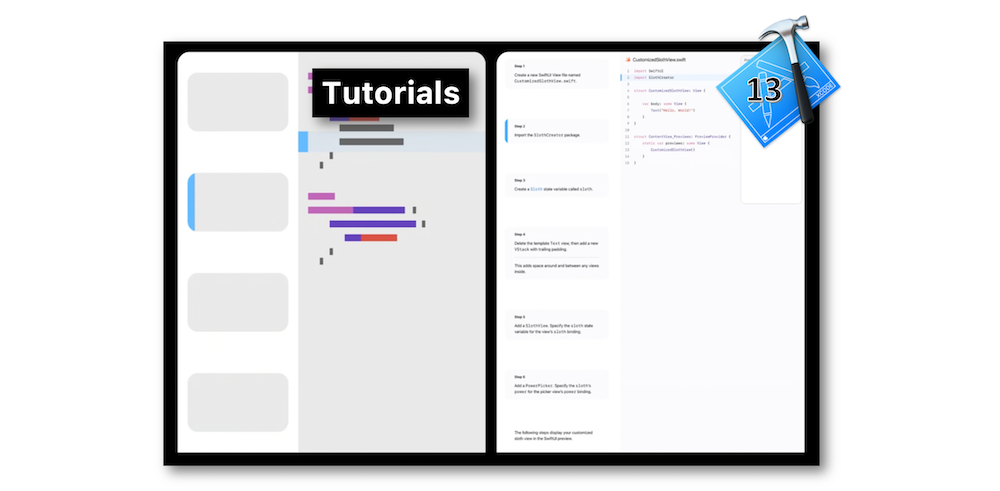 Tutorials
13
XCODE
Step 1
Create a new SwiftUI View file named
CustomizedSlothView.swift.
Step 2
Import the SlothCreator package.
Step 3
Create a Sloth state variable called sloth.
Step 4
Delete the template Text view, then add a new
VStack with trailing padding.
This adds space around and between any views
inside.
Step 5
Add a SlothView. Specify the sloth state
variable for the view's sloth binding.
Step 6
Add a PowerPicker. Specify the sloth's
power for the picker view's power binding.
The following steps display your customized
sloth view in the SwiftUI preview.
CustomizedSlothView.swift
1 import SwiftUI
2 import SlothCreator
3
4 struct CustomizedSlothView: View {
5
6 var body: some View {
7 Text("Hello, World!")
8 }
9 }
10
11 struct ContentView_Previews: PreviewProvider {
12 static var previews: some View {
13 CustomizedSlothView()
14 }
15 }